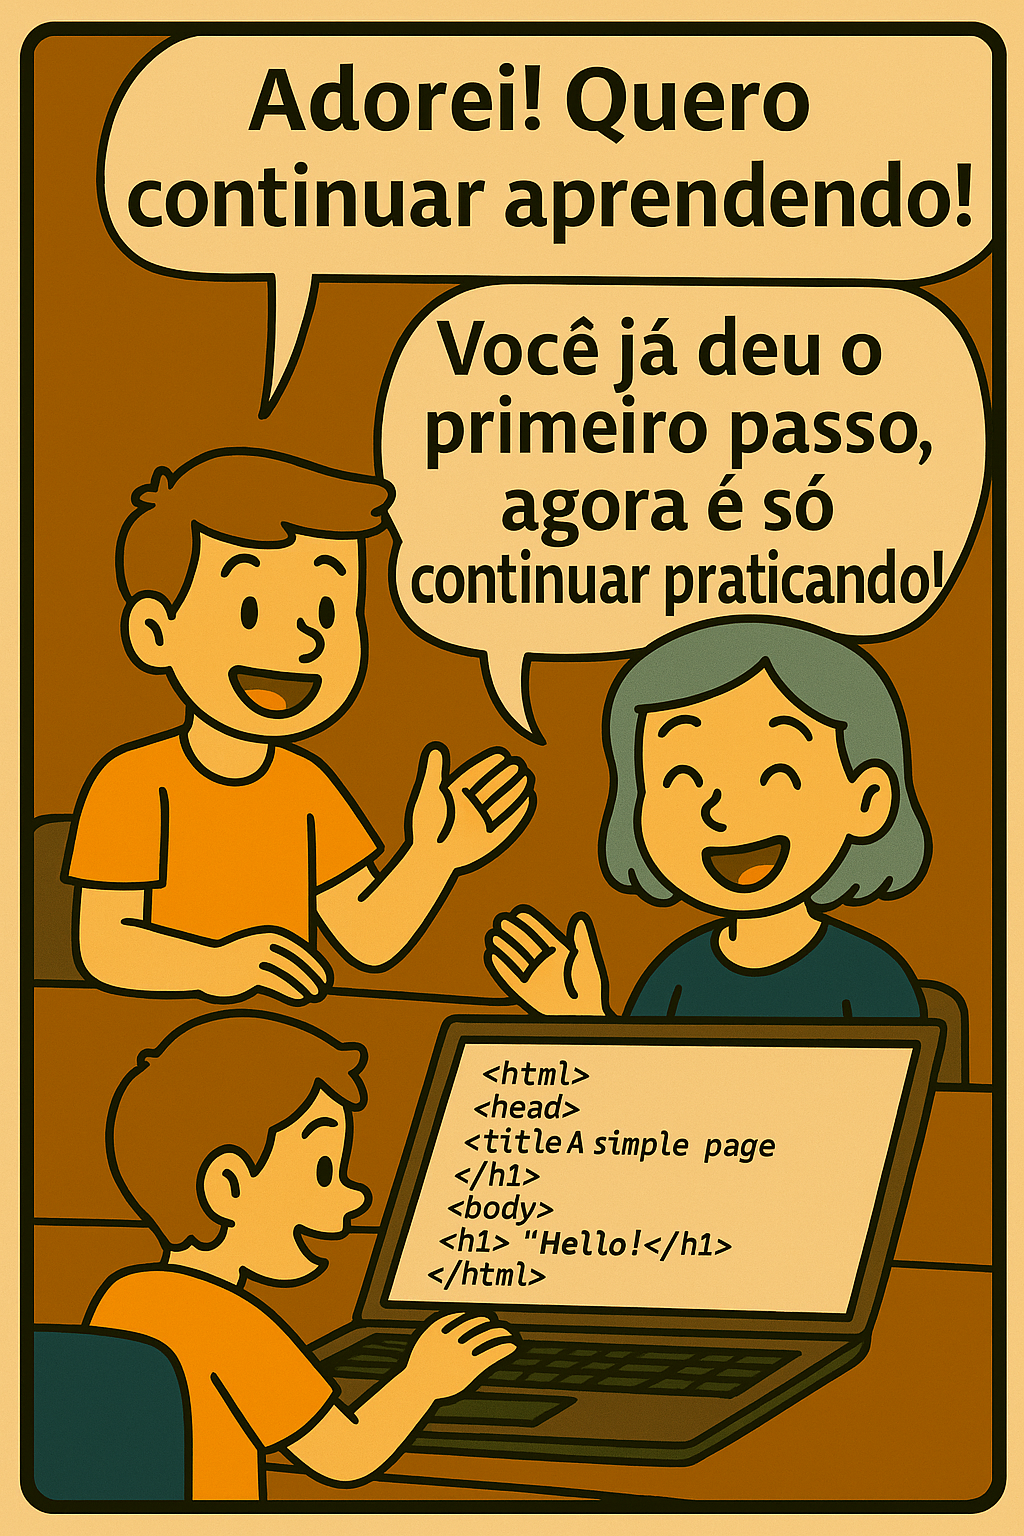 Adorei! Quero
continuar aprendendo!
Você já deu o
primeiro passo,
agora é só
continuar praticando!
<html>
<head>
<title A simple page
</h1>
<body>
<h1> "Hello!</h1>
</html>